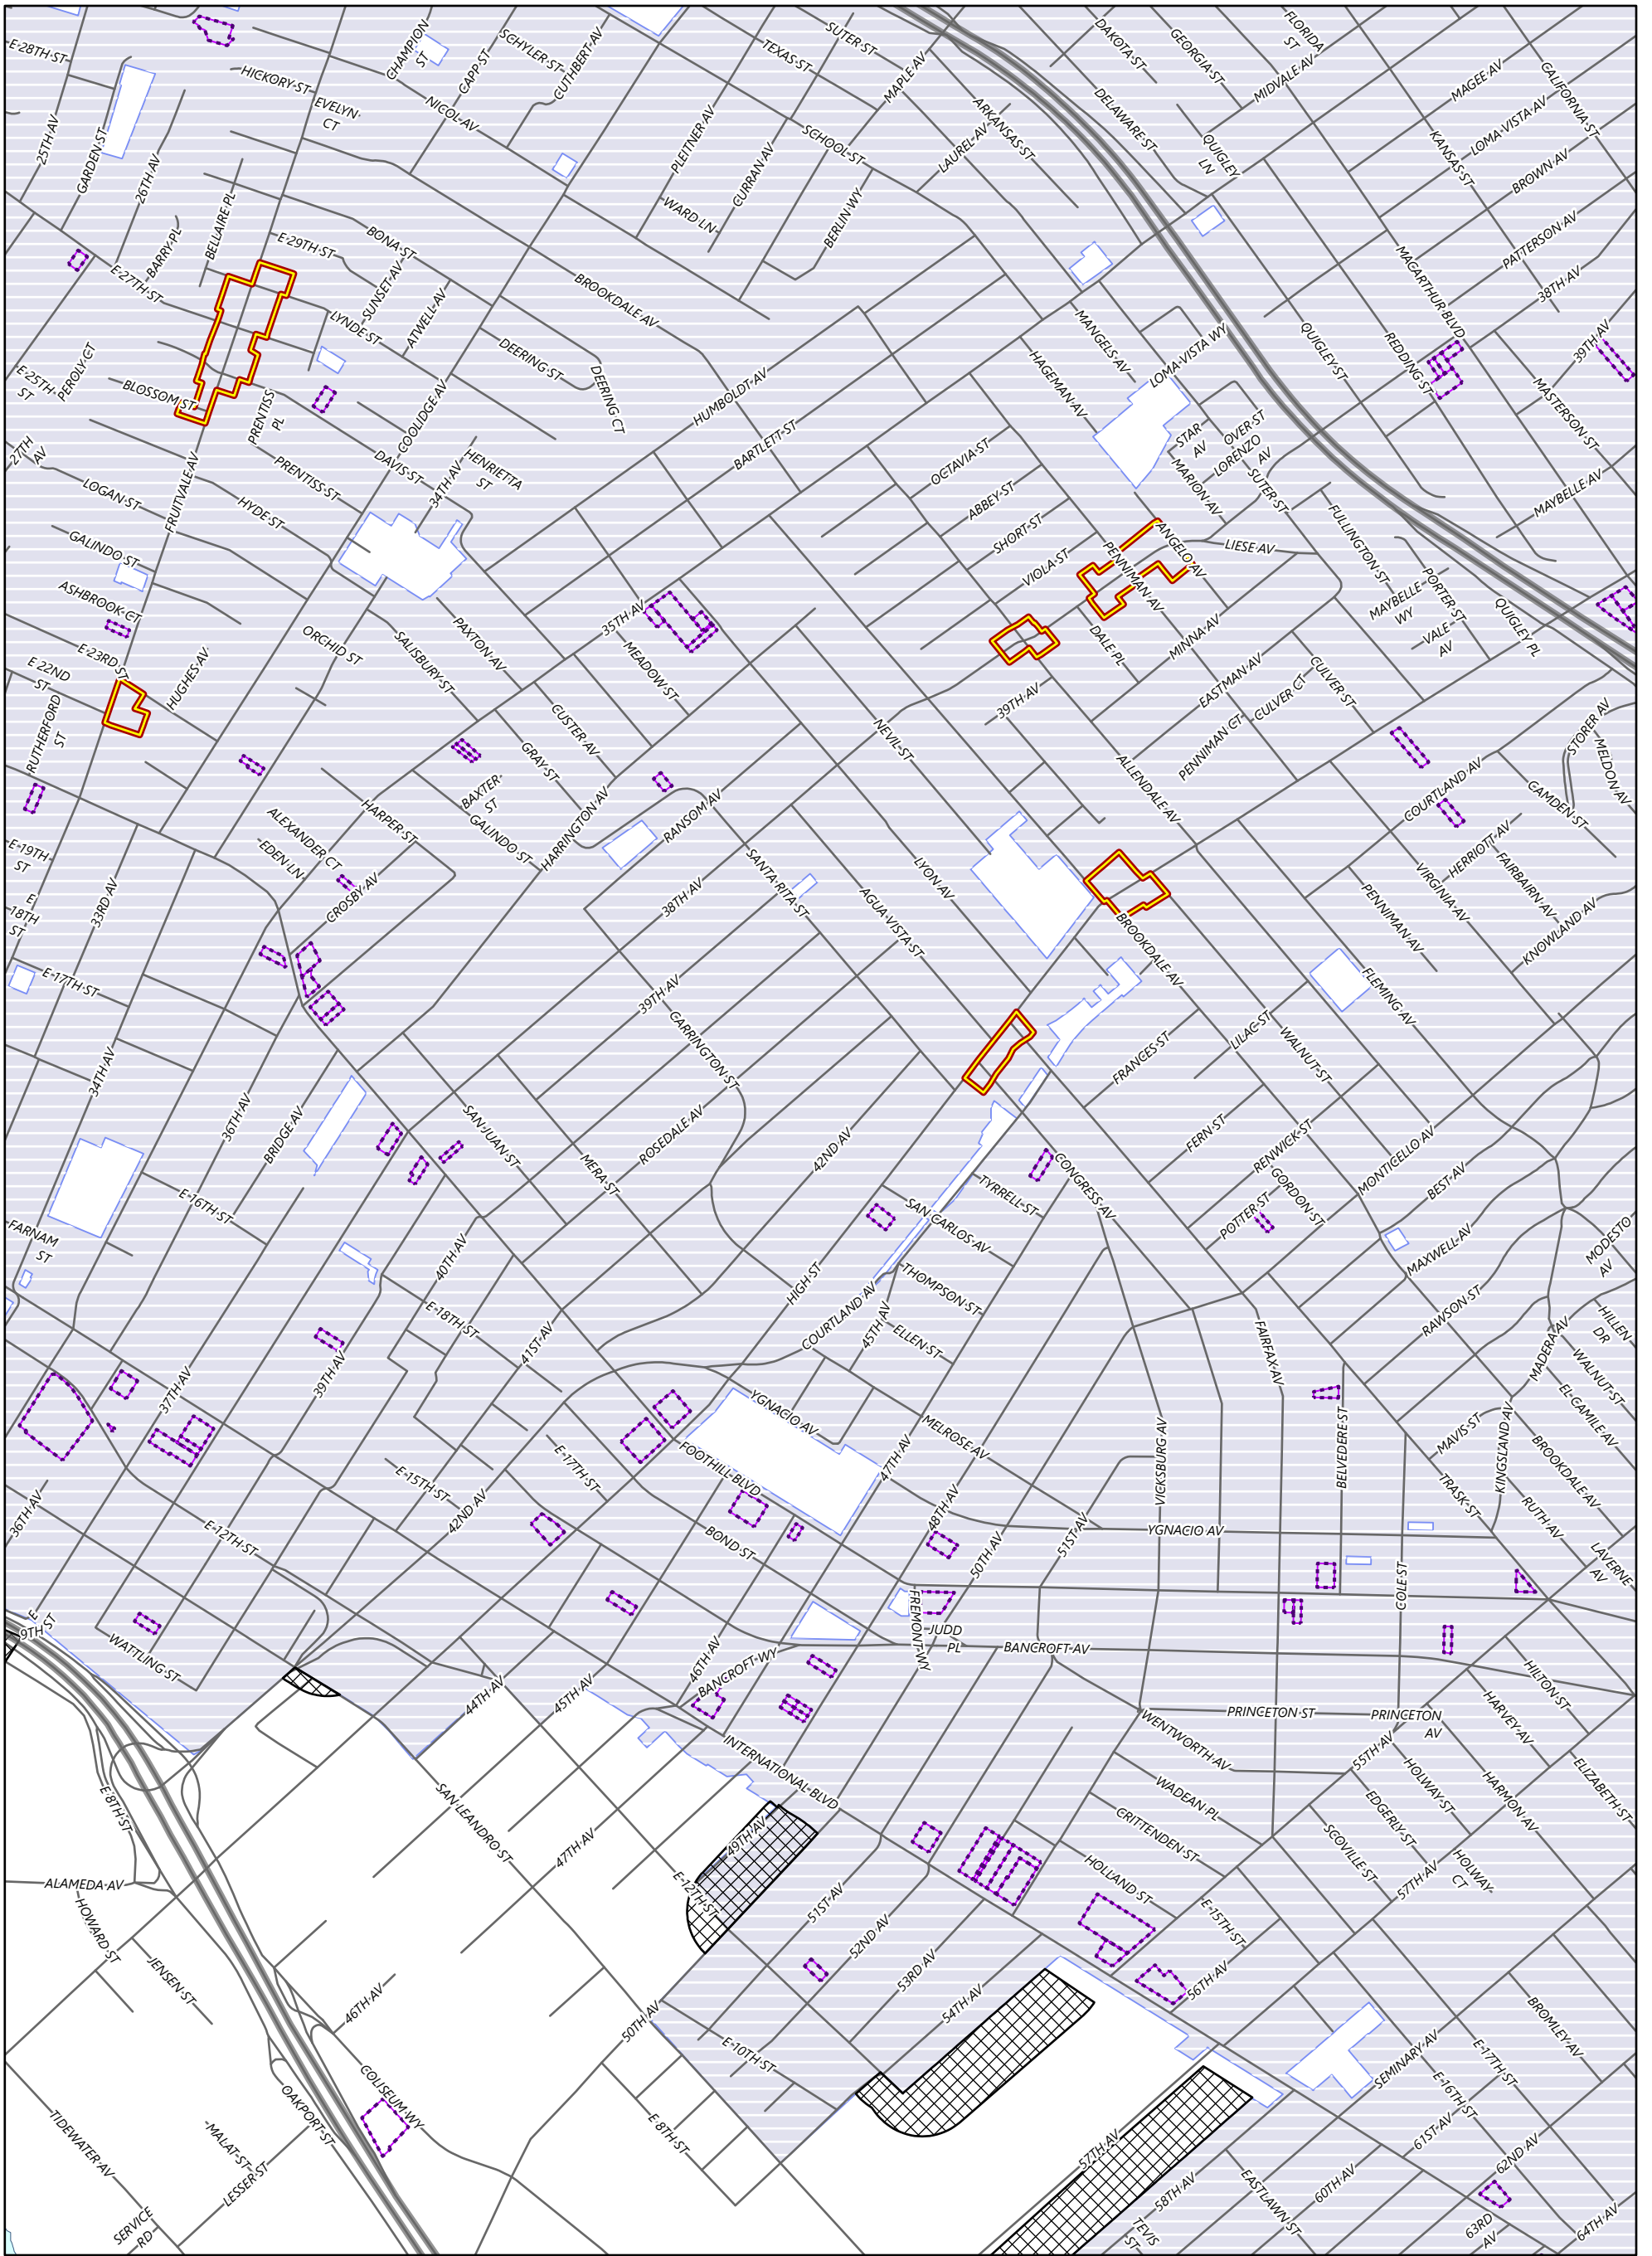 E 28TH ST
25TH AV
GARDEN ST
26TH AV
HICKORY ST
EVELYN
CT
CHAMPION
ST
CAPP ST
SCHYLER ST
CUTHBERT AV
NICOL AV
TEXAS ST
SUTER ST
MAPLE AV
SCHOOL ST
PLEITNER AV
CURRAN AV
WARD LN
BERLIN WY
LAUREL AV
ARKANSAS ST
DAKOTA ST
GEORGIA ST
FLORIDA
ST
MIDVALE AV
DELAWARE ST
QUIGLEY
LN
MAGEE AV
CALIFORNIA ST
LOMA VISTA AV
KANSAS ST
BROWN AV
PATTERSON AV
38TH AV
MACARTHUR BLVD
39TH AV
REDDING ST
QUIGLEY ST
MASTERSON ST
MAYBELLE AV
BARRY PL
BELLAIRE PL
E 27TH ST
E 29TH ST
BONA ST
SUNSET AV
LYNDE ST
ATWELL AV
BROOKDALE AV
DEERING ST
DEERING CT
HUMBOLDT AV
BARTLETT ST
MANGELS AV
HAGEMAN AV
LOMA VISTA WY
STAR
AV
OVER ST
LORENZO
AV
MARION AV
SUTER ST
OCTAVIA ST
ABBEY ST
SHORT ST
VIOLA ST
E 25TH
ST
PEROLY CT
BLOSSOM ST
PRENTISS
PL
COOLIDGE AV
27TH
AV
LOGAN ST
FRUITVALE AV
PRENTISS ST
HYDE ST
DAVIS ST
34TH AV
HENRIETTA
ST
GALINDO ST
ASHBROOK CT
E 23RD ST
E 22ND
ST
HUGHES AV
RUTHERFORD
ST
ORCHID ST
SALISBURY ST
PAXTON AV
35TH AV
MEADOW ST
PENNIMAN AV
ANGELO AV
LIESE AV
FULLINGTON ST
MAYBELLE
WY
PORTER ST
VALE
AV
QUIGLEY PL
DALE PL
MINNA AV
39TH AV
EASTMAN AV
CULVER CT
CULVER ST
PENNIMAN CT
ALLENDALE AV
STORER AV
MELDON AV
CAMDEN ST
COURTLAND AV
HERRIOTT AV
FAIRBAIRN AV
VIRGINIA AV
PENNIMAN AV
KNOWLAND AV
NEVIL ST
CUSTER AV
GRAY ST
BAXTER
ST
GALINDO ST
HARRINGTON AV
RANSOM AV
HARPER ST
ALEXANDER CT
EDEN LN
CROSBY AV
E 19TH
ST
E
18TH
ST
33RD AV
E 17TH ST
38TH AV
SANTA RITA ST
AGUA VISTA ST
LYON AV
BROOKDALE AV
FLEMING AV
39TH AV
CARRINGTON ST
34TH AV
36TH AV
BRIDGE AV
SAN JUAN ST
MERA ST
ROSEDALE AV
42ND AV
FRANCES ST
LILAC ST
WALNUT ST
FERN ST
RENWICK ST
GORDON ST
POTTER ST
MONTICELLO AV
BEST AV
MAXWELL AV
MODESTO
AV
CONGRESS AV
TYRRELL ST
SAN CARLOS AV
E 16TH ST
FARNAM
ST
40TH AV
E 18TH ST
41ST AV
HIGH ST
COURTLAND AV
45TH AV
THOMPSON ST
ELLEN ST
FAIRFAX AV
RAWSON ST
MADERA AV
HILLEN
DR
WALNUT ST
EL CAMILE AV
37TH AV
39TH AV
YGNACIO AV
FOOTHILL BLVD
MELROSE AV
47TH AV
48TH AV
VICKSBURG AV
BELVEDERE ST
MAVIS ST
KINGSLAND AV
TRASK ST
BROOKDALE AV
RUTH AV
LAVERNE
AV
36TH AV
E 12TH ST
E 15TH ST
42ND AV
E 17TH ST
BOND ST
50TH AV
51ST AV
YGNACIO AV
COLE ST
E
9TH ST
WATTLING ST
FREMONT WY
JUDD
PL
BANCROFT AV
44TH AV
45TH AV
46TH AV
BANCROFT WY
PRINCETON ST
PRINCETON
AV
HILTON ST
HARVEY AV
WENTWORTH AV
55TH AV
HOLWAY ST
HARMON AV
ELIZABETH ST
INTERNATIONAL BLVD
WADEAN PL
EDGERLY ST
CRITTENDEN ST
SCOVILLE ST
E 8TH ST
SAN LEANDRO ST
47TH AV
49TH AV
E 12TH ST
HOLLAND ST
57TH AV
HOLWAY
CT
ALAMEDA AV
HOWARD ST
JENSEN ST
51ST AV
52ND AV
53RD AV
54TH AV
E 15TH ST
56TH AV
46TH AV
50TH AV
E 10TH ST
COLISEUM WY
BROMLEY AV
E 17TH ST
SEMINARY AV
E 16TH ST
OAKPORT ST
TIDEWATER AV
MALAT ST
LESSER ST
SERVICE
RD
E 8TH ST
57TH AV
58TH AV
TEVIS
ST
EASTLAWN ST
60TH AV
61ST AV
62ND AV
63RD
AV
64TH AV